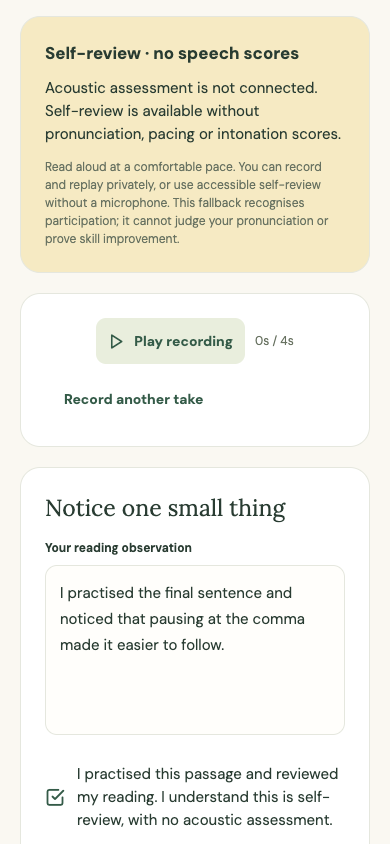 Self-review · no speech scores
Acoustic assessment is not connected.
Self-review is available without
pronunciation, pacing or intonation scores.
Read aloud at a comfortable pace. You can record
and replay privately, or use accessible self-review
without a microphone. This fallback recognises
participation; it cannot judge your pronunciation or
prove skill improvement.
Play recording 0s / 4s
Record another take
Notice one small thing
Your reading observation
I practised the final sentence and
noticed that pausing at the comma
made it easier to follow.
I practised this passage and reviewed
my reading. I understand this is self-
review, with no acoustic assessment.